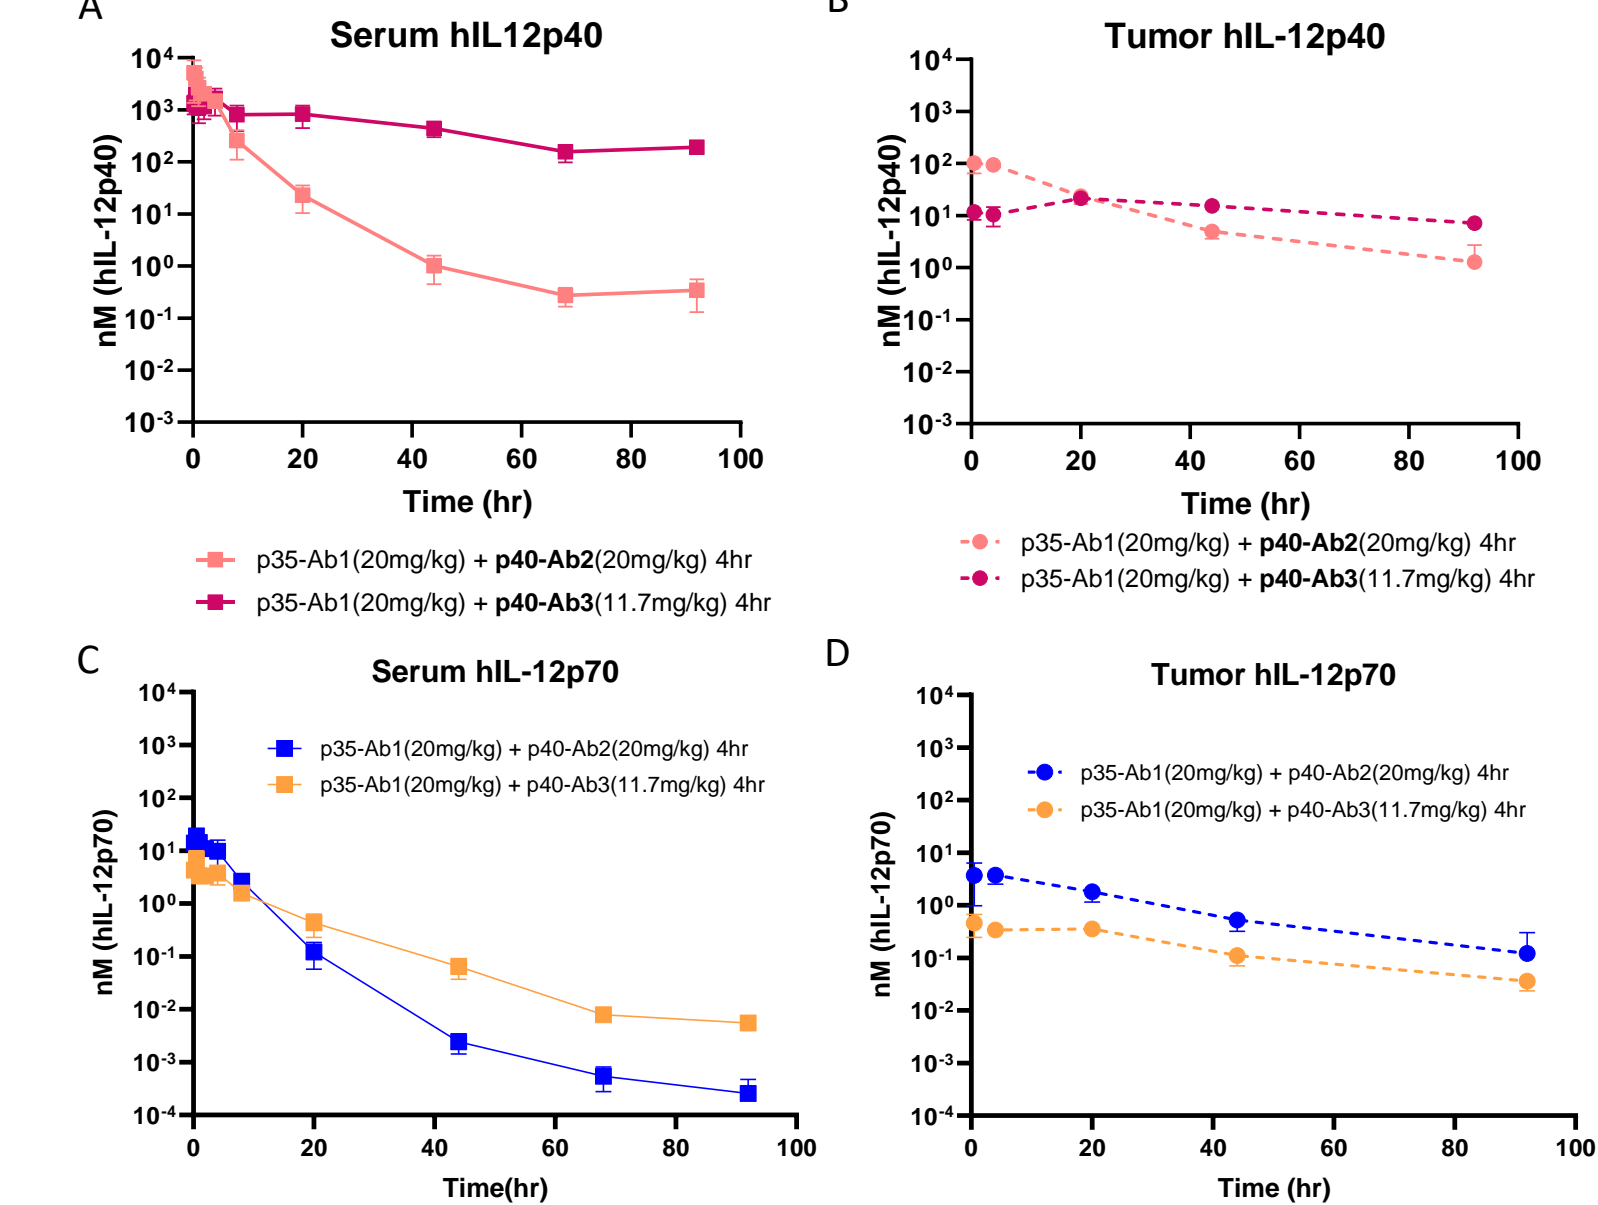 A
Serum hIL12p40
10⁴
10³
10²
10¹
10⁰
10⁻¹
10⁻²
10⁻³
nM (hIL-12p40)
0 20 40 60 80 100
Time (hr)
p35-Ab1(20mg/kg) + p40-Ab2(20mg/kg) 4hr
p35-Ab1(20mg/kg) + p40-Ab3(11.7mg/kg) 4hr
B
Tumor hIL-12p40
10⁴
10³
10²
10¹
10⁰
10⁻¹
10⁻²
10⁻³
nM (hIL-12p40)
0 20 40 60 80 100
Time (hr)
p35-Ab1(20mg/kg) + p40-Ab2(20mg/kg) 4hr
p35-Ab1(20mg/kg) + p40-Ab3(11.7mg/kg) 4hr
C
Serum hIL-12p70
10⁴
10³
10²
10¹
10⁰
10⁻¹
10⁻²
10⁻³
10⁻⁴
nM (hIL-12p70)
p35-Ab1(20mg/kg) + p40-Ab2(20mg/kg) 4hr
p35-Ab1(20mg/kg) + p40-Ab3(11.7mg/kg) 4hr
0 20 40 60 80 100
Time(hr)
D
Tumor hIL-12p70
10⁴
10³
10²
10¹
10⁰
10⁻¹
10⁻²
10⁻³
10⁻⁴
nM (hIL-12p70)
p35-Ab1(20mg/kg) + p40-Ab2(20mg/kg) 4hr
p35-Ab1(20mg/kg) + p40-Ab3(11.7mg/kg) 4hr
0 20 40 60 80 100
Time (hr)